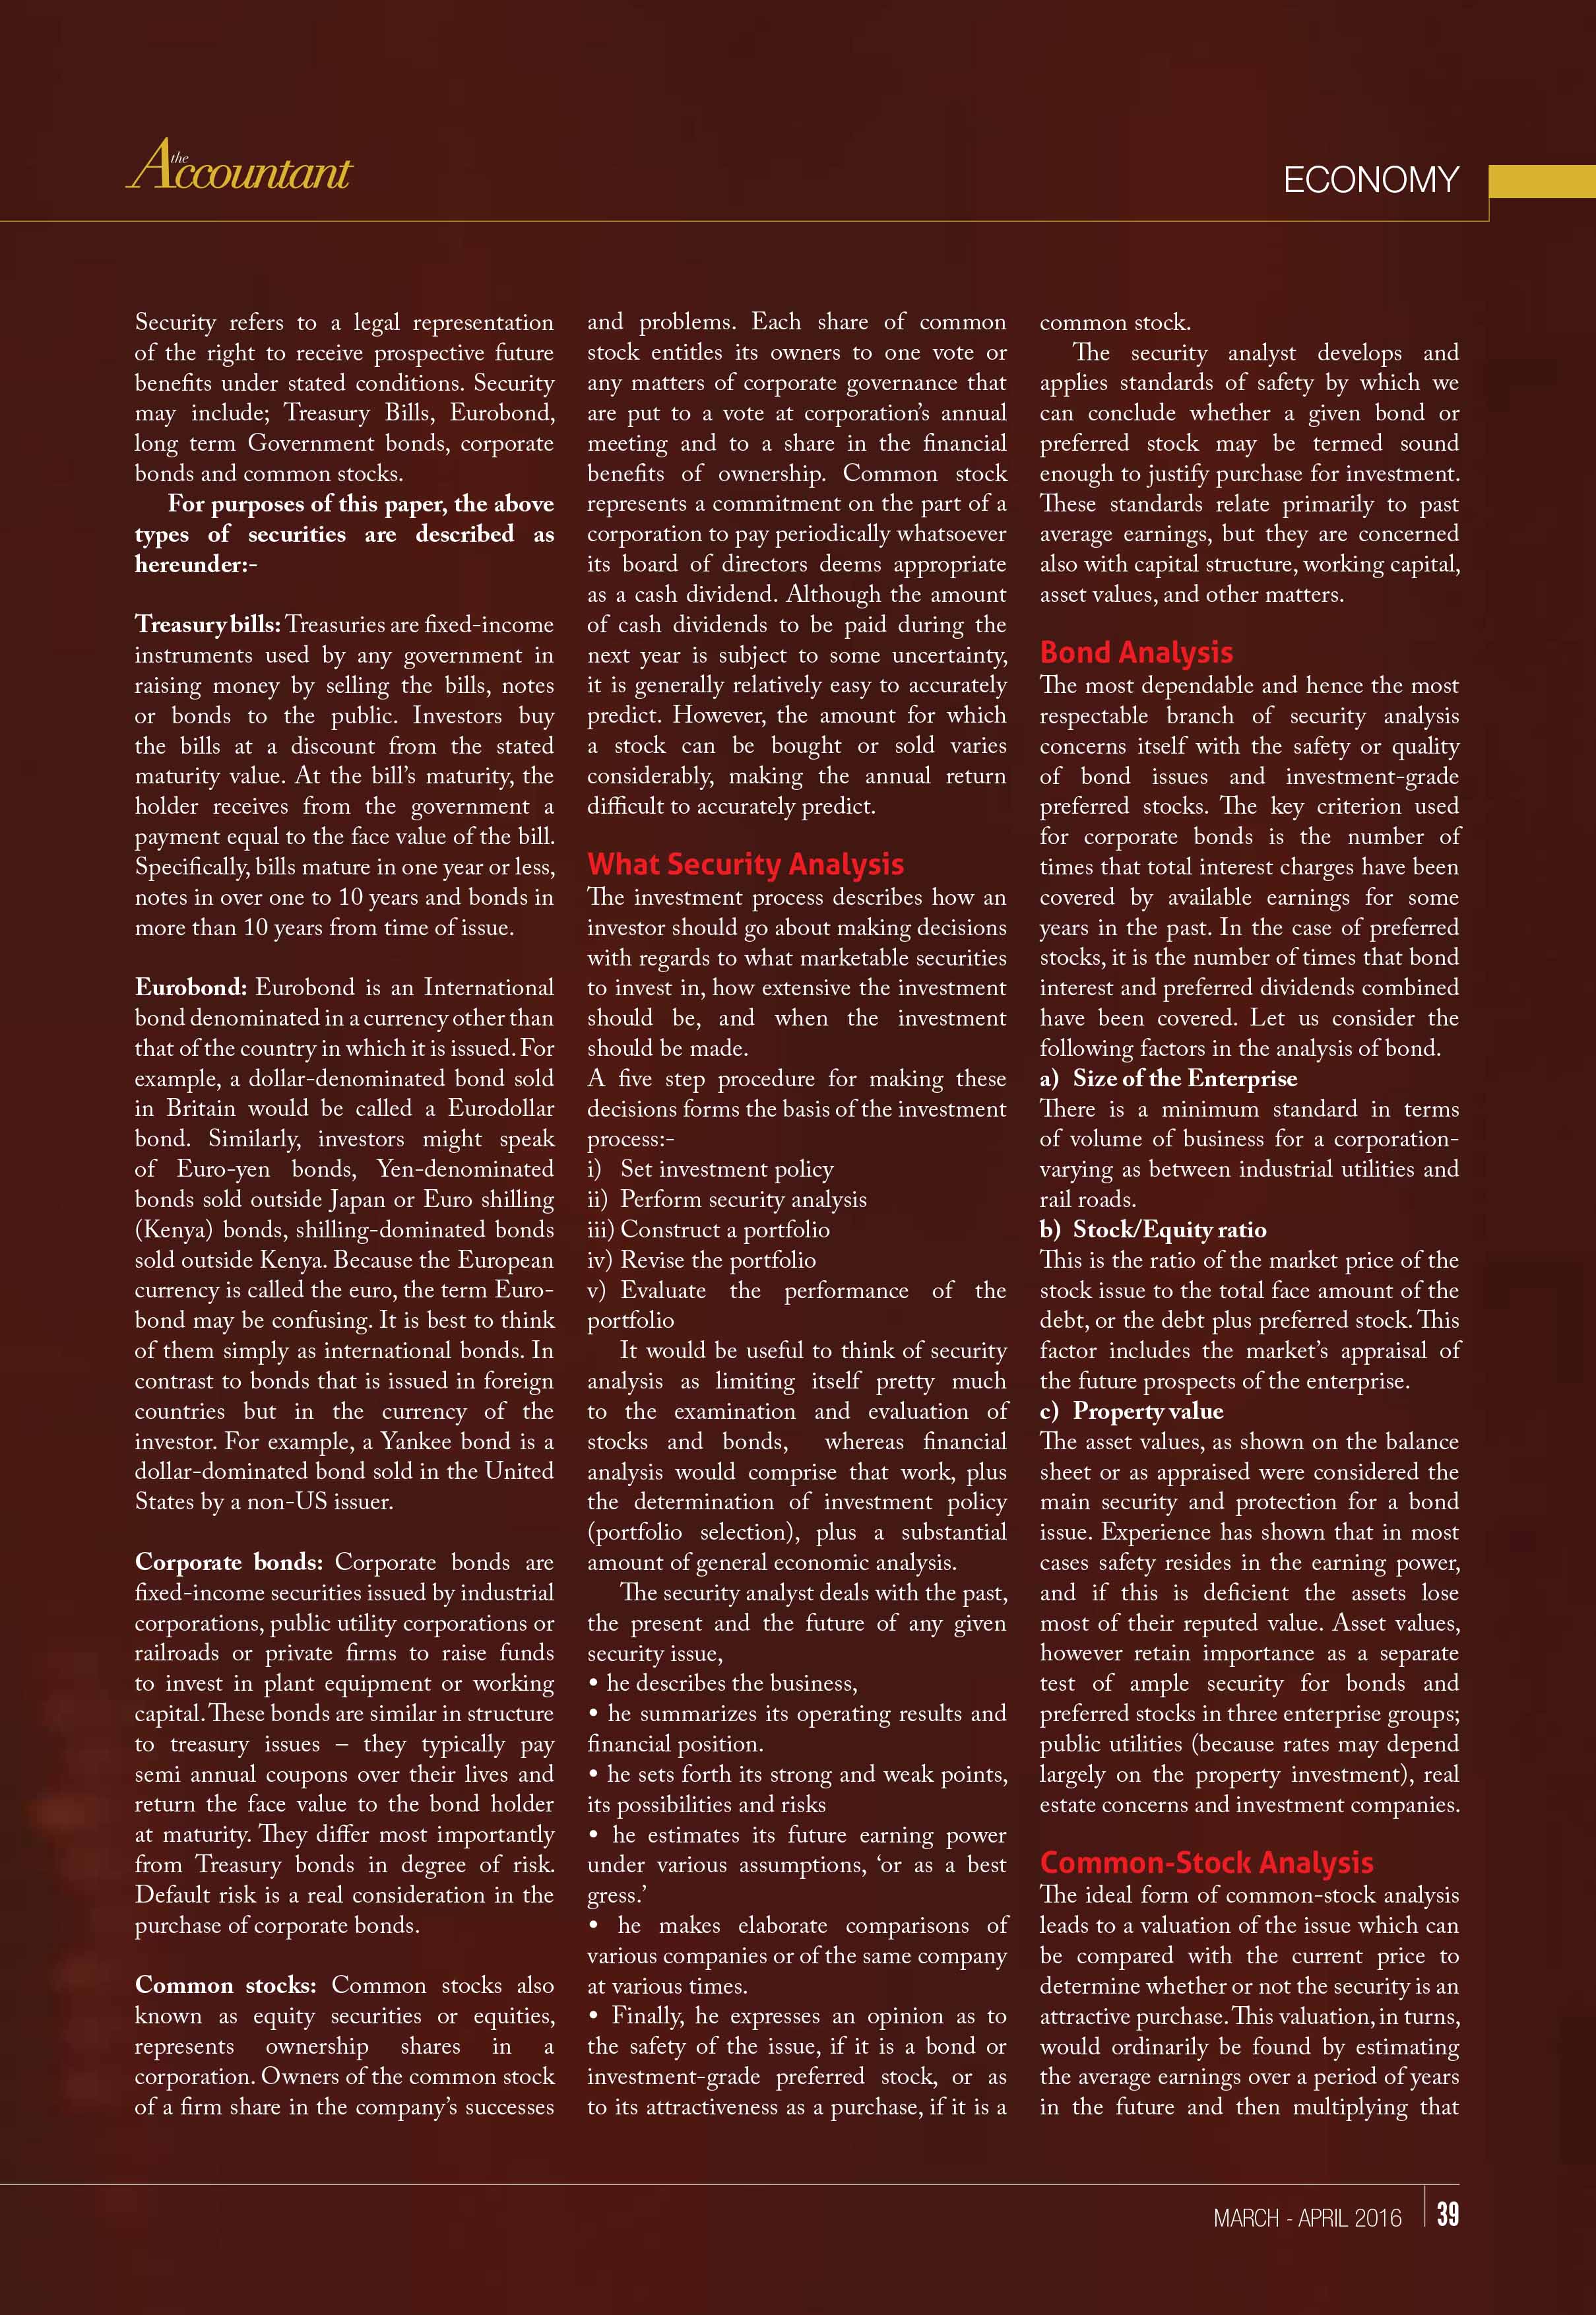 the Accountant
ECONOMY
Security refers to a legal representation
of the right to receive prospective future
benefits under stated conditions. Security
may include; Treasury Bills, Eurobond,
long term Government bonds, corporate
bonds and common stocks.
For purposes of this paper, the above
types of securities are described as
hereunder:-
Treasury bills: Treasuries are fixed-income
instruments used by any government in
raising money by selling the bills, notes
or bonds to the public. Investors buy
the bills at a discount from the stated
maturity value. At the bill's maturity, the
holder receives from the government a
payment equal to the face value of the bill.
Specifically, bills mature in one year or less,
notes in over one to 10 years and bonds in
more than 10 years from time of issue.
Eurobond: Eurobond is an International
bond denominated in a currency other than
that of the country in which it is issued. For
example, a dollar-denominated bond sold
in Britain would be called a Eurodollar
bond. Similarly, investors might speak
of Euro-yen bonds, Yen-denominated
bonds sold outside Japan or Euro shilling
(Kenya) bonds, shilling-dominated bonds
sold outside Kenya. Because the European
currency is called the euro, the term Euro-
bond may be confusing. It is best to think
of them simply as international bonds. In
contrast to bonds that is issued in foreign
countries but in the currency of the
investor. For example, a Yankee bond is a
dollar-dominated bond sold in the United
States by a non-US issuer.
Corporate bonds: Corporate bonds are
fixed-income securities issued by industrial
corporations, public utility corporations or
railroads or private firms to raise funds
to invest in plant equipment or working
capital. These bonds are similar in structure
to treasury issues – they typically pay
semi annual coupons over their lives and
return the face value to the bond holder
at maturity. They differ most importantly
from Treasury bonds in degree of risk.
Default risk is a real consideration in the
purchase of corporate bonds.
Common stocks: Common stocks also
known as equity securities or equities,
represents ownership shares in a
corporation. Owners of the common stock
of a firm share in the company's successes
and problems. Each share of common
stock entitles its owners to one vote or
any matters of corporate governance that
are put to a vote at corporation's annual
meeting and to a share in the financial
benefits of ownership. Common stock
represents a commitment on the part of a
corporation to pay periodically whatsoever
its board of directors deems appropriate
as a cash dividend. Although the amount
of cash dividends to be paid during the
next year is subject to some uncertainty,
it is generally relatively easy to accurately
predict. However, the amount for which
a stock can be bought or sold varies
considerably, making the annual return
difficult to accurately predict.
What Security Analysis
The investment process describes how an
investor should go about making decisions
with regards to what marketable securities
to invest in, how extensive the investment
should be, and when the investment
should be made.
A five step procedure for making these
decisions forms the basis of the investment
process:-
i) Set investment policy
ii) Perform security analysis
iii) Construct a portfolio
iv) Revise the portfolio
v) Evaluate the performance of the
portfolio
It would be useful to think of security
analysis as limiting itself pretty much
to the examination and evaluation of
stocks and bonds, whereas financial
analysis would comprise that work, plus
the determination of investment policy
(portfolio selection), plus a substantial
amount of general economic analysis.
The security analyst deals with the past,
the present and the future of any given
security issue,
• he describes the business,
• he summarizes its operating results and
financial position.
• he sets forth its strong and weak points,
its possibilities and risks
• he estimates its future earning power
under various assumptions, 'or as a best
gress.'
• he makes elaborate comparisons of
various companies or of the same company
at various times.
• Finally, he expresses an opinion as to
the safety of the issue, if it is a bond or
investment-grade preferred stock, or as
to its attractiveness as a purchase, if it is a
common stock.
The security analyst develops and
applies standards of safety by which we
can conclude whether a given bond or
preferred stock may be termed sound
enough to justify purchase for investment.
These standards relate primarily to past
average earnings, but they are concerned
also with capital structure, working capital,
asset values, and other matters.
Bond Analysis
The most dependable and hence the most
respectable branch of security analysis
concerns itself with the safety or quality
of bond issues and investment-grade
preferred stocks. The key criterion used
for corporate bonds is the number of
times that total interest charges have been
covered by available earnings for some
years in the past. In the case of preferred
stocks, it is the number of times that bond
interest and preferred dividends combined
have been covered. Let us consider the
following factors in the analysis of bond.
a) Size of the Enterprise
There is a minimum standard in terms
of volume of business for a corporation-
varying as between industrial utilities and
rail roads.
b) Stock/Equity ratio
This is the ratio of the market price of the
stock issue to the total face amount of the
debt, or the debt plus preferred stock. This
factor includes the market's appraisal of
the future prospects of the enterprise.
c) Property value
The asset values, as shown on the balance
sheet or as appraised were considered the
main security and protection for a bond
issue. Experience has shown that in most
cases safety resides in the earning power,
and if this is deficient the assets lose
most of their reputed value. Asset values,
however retain importance as a separate
test of ample security for bonds and
preferred stocks in three enterprise groups;
public utilities (because rates may depend
largely on the property investment), real
estate concerns and investment companies.
Common-Stock Analysis
The ideal form of common-stock analysis
leads to a valuation of the issue which can
be compared with the current price to
determine whether or not the security is an
attractive purchase. This valuation, in turns,
would ordinarily be found by estimating
the average earnings over a period of years
in the future and then multiplying that
MARCH - APRIL 2016 39